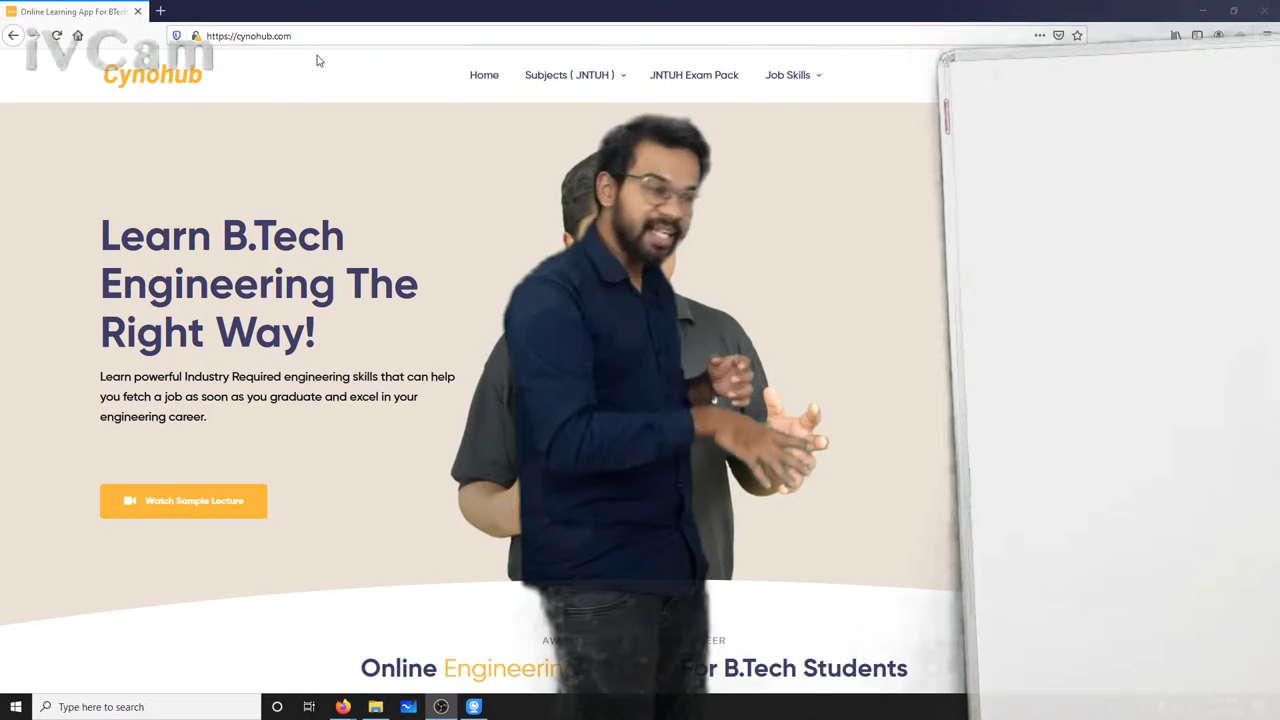 Online Learning App For BTech
https://cynohub.com
iVCam
Cynohub
Home
Subjects ( JNTUH )
JNTUH Exam Pack
Job Skills
Learn B.Tech
Engineering The
Right Way!
Learn powerful Industry Required engineering skills that can help
you fetch a job as soon as you graduate and excel in your
engineering career.
Watch Sample Lecture
Online Engineerin For B.Tech Students
Type here to search